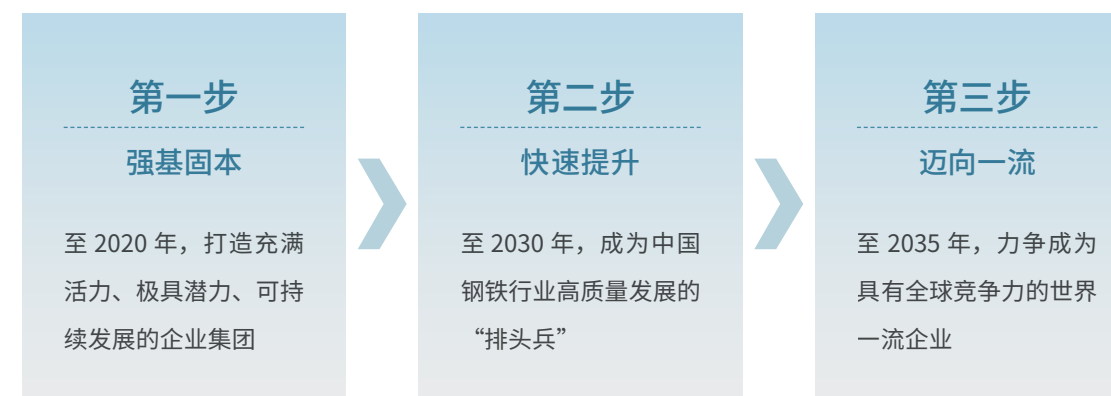 第一步
强基固本
至 2020 年，打造充满
活力、极具潜力、可持
续发展的企业集团
第二步
快速提升
至 2030 年，成为中国
钢铁行业高质量发展的
“排头兵”
第三步
迈向一流
至 2035 年，力争成为
具有全球竞争力的世界
一流企业